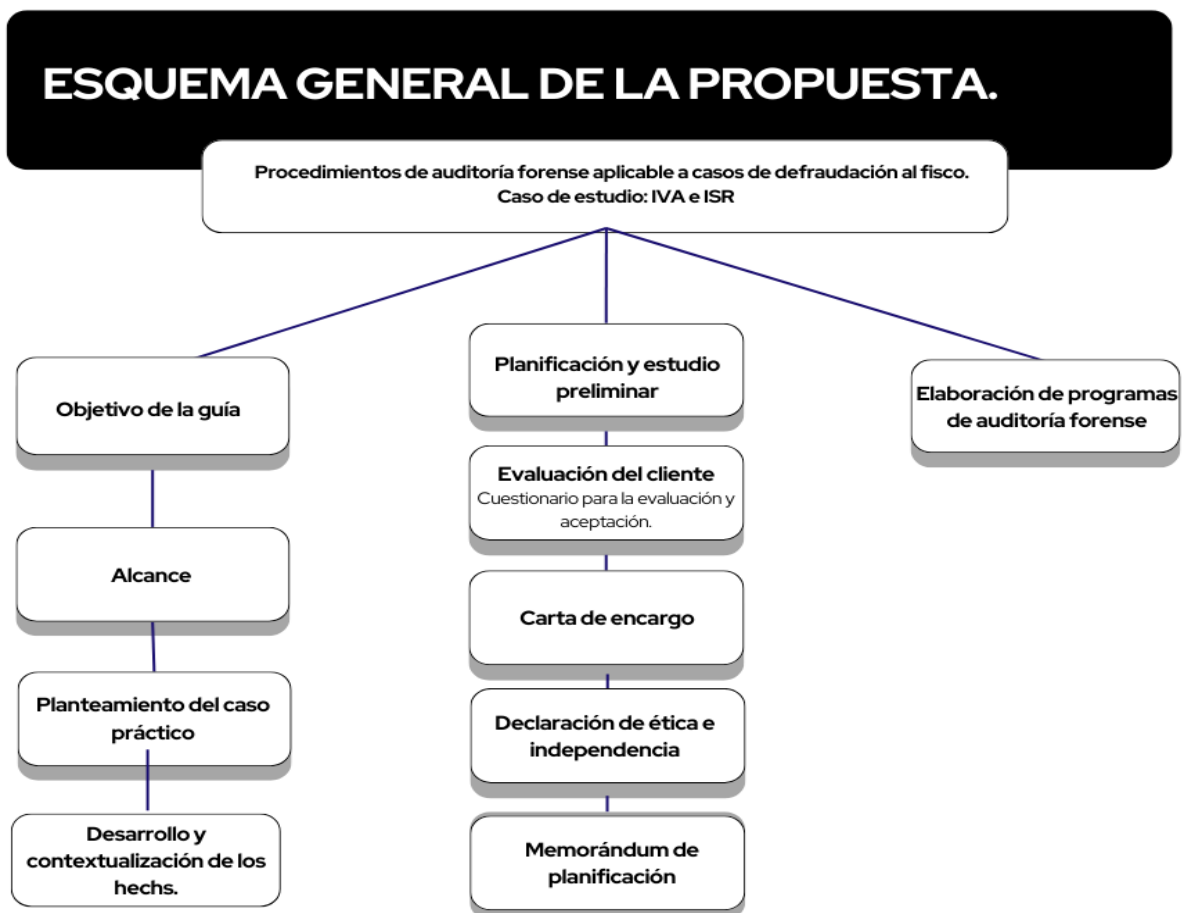 ESQUEMA GENERAL DE LA PROPUESTA.
Procedimientos de auditoría forense aplicable a casos de defraudación al fisco.
Caso de estudio: IVA e ISR
Objetivo de la guía
Alcance
Planteamiento del caso
práctico
Desarrollo y
contextualización de los
hechs.
Planificación y estudio
preliminar
Evaluación del cliente
Cuestionario para la evaluación y
aceptación.
Carta de encargo
Declaración de ética e
independencia
Memorándum de
planificación
Elaboración de programas
de auditoría forense